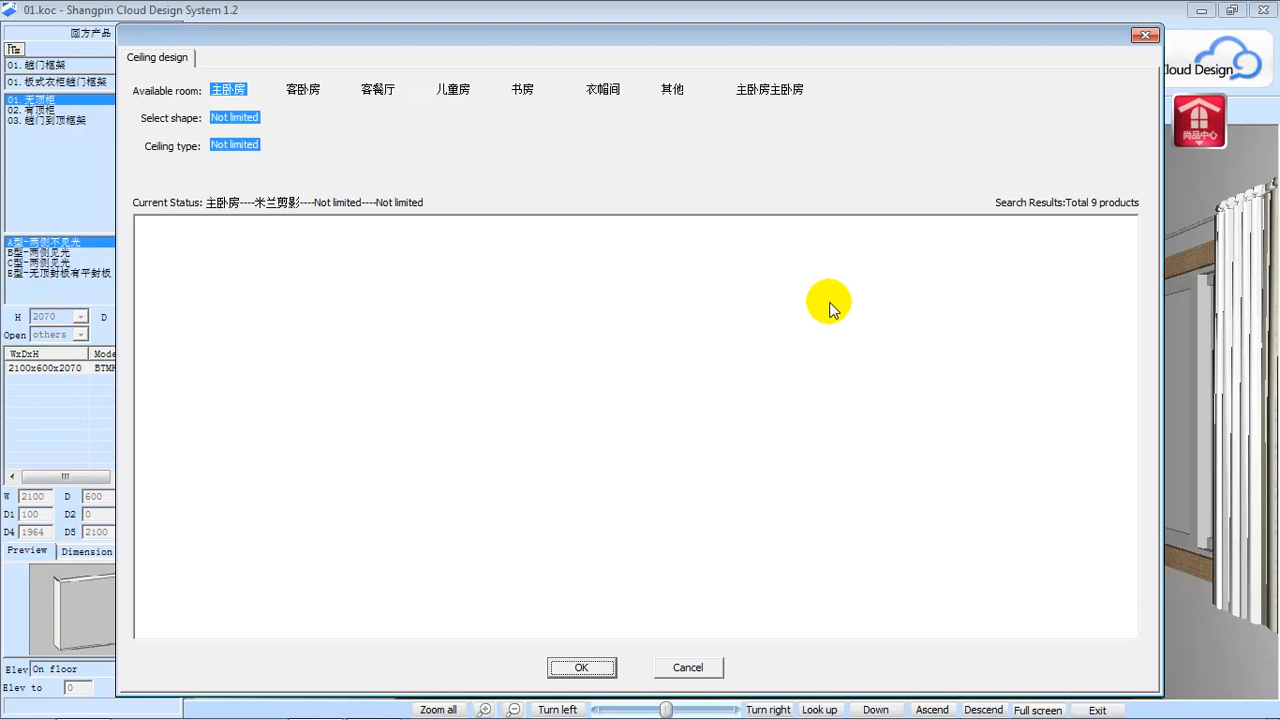 01.koc - Shangpin Cloud Design System 1.2
圆方产品
01. 趟门框架
01. 板式衣柜趟门框架
01. 无顶柜
02. 有顶柜
03. 趟门到顶框架
A型-两侧不见光
B型-两侧见光
C型-两侧见光
E型-无顶封板有平封板
H 2070 D
Open others
WxDxH Mode
2100x600x2070 BTMK
W 2100 D 600
D1 100 D2 0
D4 1964 D5 2100
Preview Dimension
Elev On floor
Elev to 0
Ceiling design
Available room: 主卧房 客卧房 客餐厅 儿童房 书房 衣帽间 其他 主卧房主卧房
Select shape: Not limited
Ceiling type: Not limited
Current Status: 主卧房----米兰剪影----Not limited----Not limited
Search Results:Total 9 products
OK Cancel
Cloud Design
尚品中心
Zoom all Turn left Turn right Look up Down Ascend Descend Full screen Exit